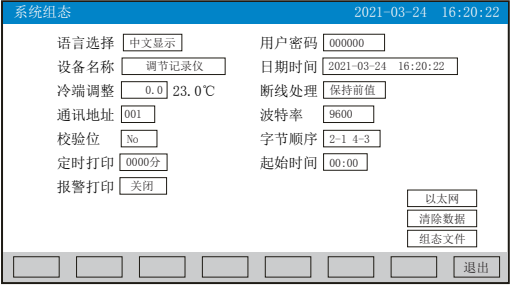 系统组态 2021-03-24 16:20:22
语言选择 中文显示 用户密码 000000
设备名称 调节记录仪 日期时间 2021-03-24 16:20:22
冷端调整 0.0 23.0℃ 断线处理 保持前值
通讯地址 001 波特率 9600
校验位 No 字节顺序 2-1 4-3
定时打印 0000分 起始时间 00:00
报警打印 关闭
以太网
清除数据
组态文件
退出